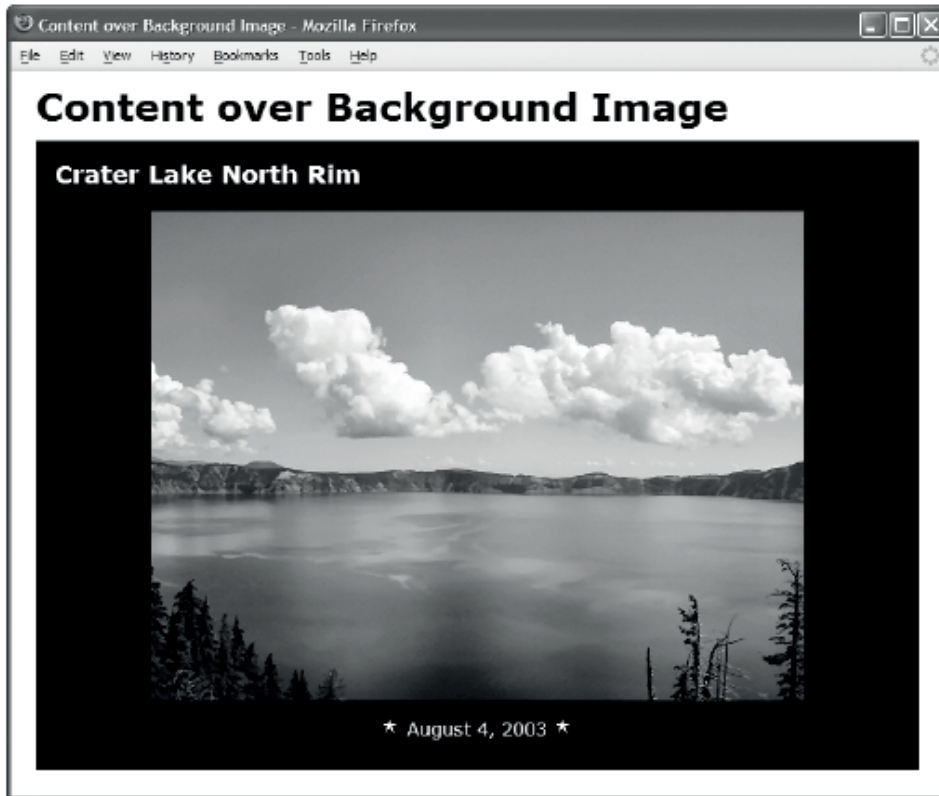 Content over Background Image - Mozilla Firefox
File Edit View History Bookmarks Tools Help
Content over Background Image
Crater Lake North Rim
★ August 4, 2003 ★